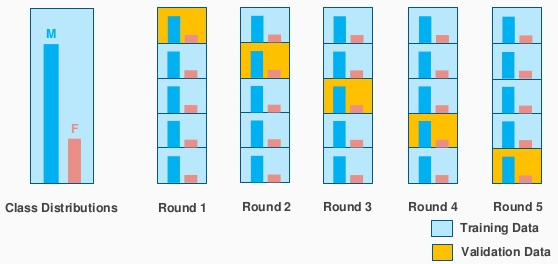 M
F
Class Distributions
Round 1
Round 2
Round 3
Round 4
Round 5
Training Data
Validation Data